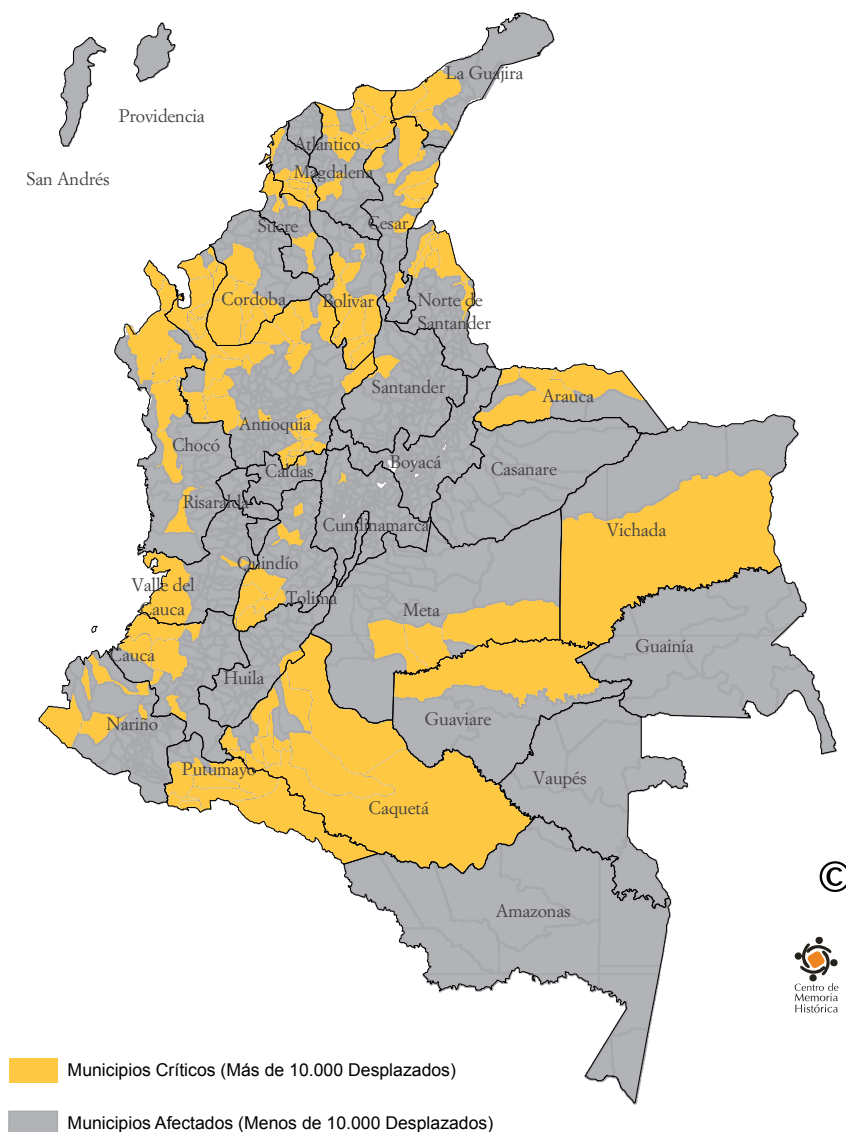 La Guajira
Providencia
Atlántico
Magdalena
San Andrés
Sucre
Cesar
Cordoba
Bolivar
Norte de
Santander
Santander
Arauca
Antioquia
Chocó
Boyacá
Caldas
Casanare
Risaralda
Cundinamarca
Vichada
Quindío
Valle del
Cauca
Tolima
Meta
Guainía
Cauca
Huila
Guaviare
Nariño
Putumayo
Vaupés
Caquetá
©
Amazonas
Centro de
Memoria
Histórica
Municipios Críticos (Más de 10.000 Desplazados)
Municipios Afectados (Menos de 10.000 Desplazados)